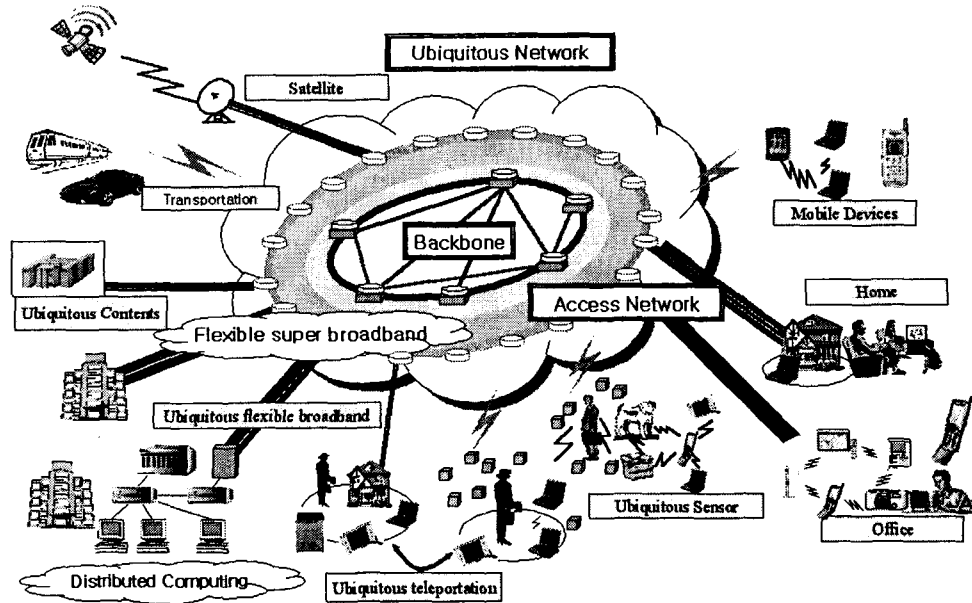 Ubiquitous Network
Satellite
Transportation
Mobile Devices
Backbone
Ubiquitous Contents
Access Network
Home
Flexible super broadband
Ubiquitous flexible broadband
Ubiquitous Sensor
Office
Distributed Computing
Ubiquitous teleportation